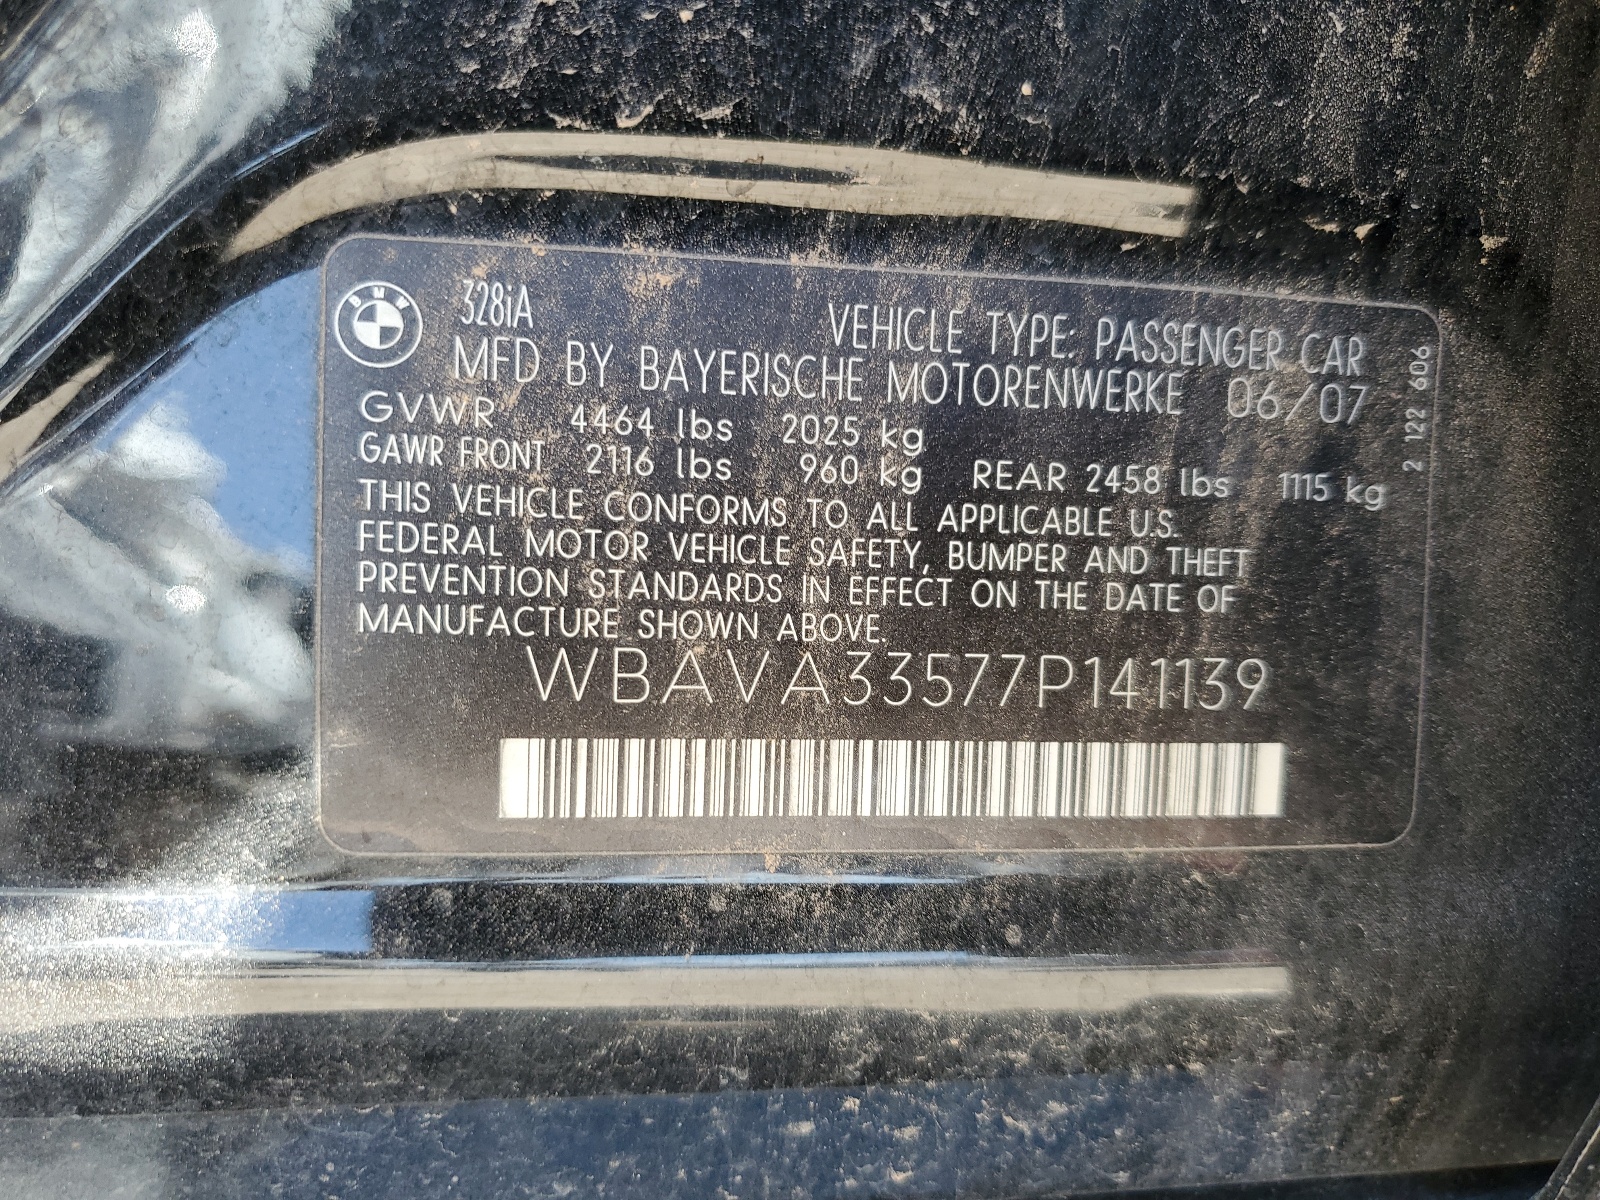 BMW
328iA
VEHICLE TYPE: PASSENGER CAR
MFD BY BAYERISCHE MOTORENWERKE 06/07
GVWR 4464 lbs 2025 kg
GAWR FRONT 2116 lbs 960 kg REAR 2458 lbs 1115 kg
THIS VEHICLE CONFORMS TO ALL APPLICABLE U.S.
FEDERAL MOTOR VEHICLE SAFETY, BUMPER AND THEFT
PREVENTION STANDARDS IN EFFECT ON THE DATE OF
MANUFACTURE SHOWN ABOVE.
WBAVA33577P141139
2 122 606